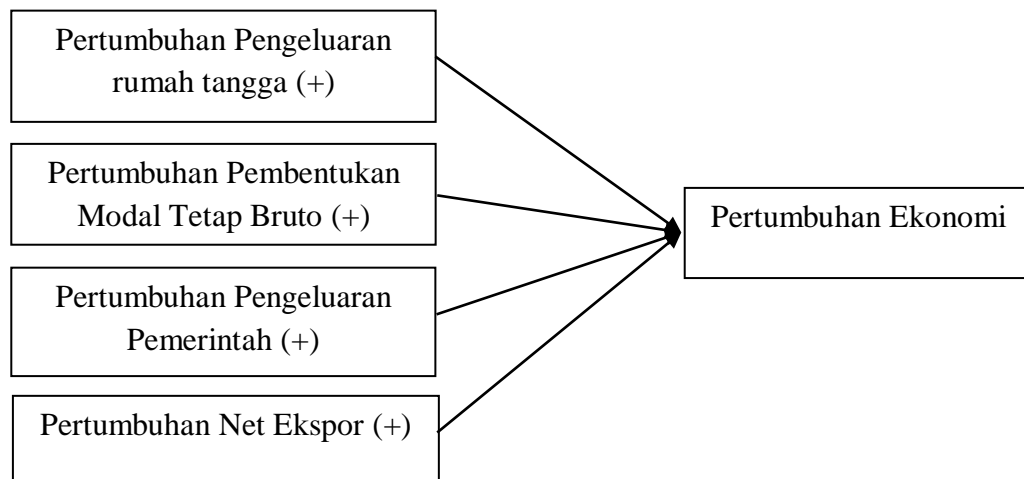 Pertumbuhan Pengeluaran
rumah tangga (+)
Pertumbuhan Pembentukan
Modal Tetap Bruto (+)
Pertumbuhan Pengeluaran
Pemerintah (+)
Pertumbuhan Net Ekspor (+)
Pertumbuhan Ekonomi